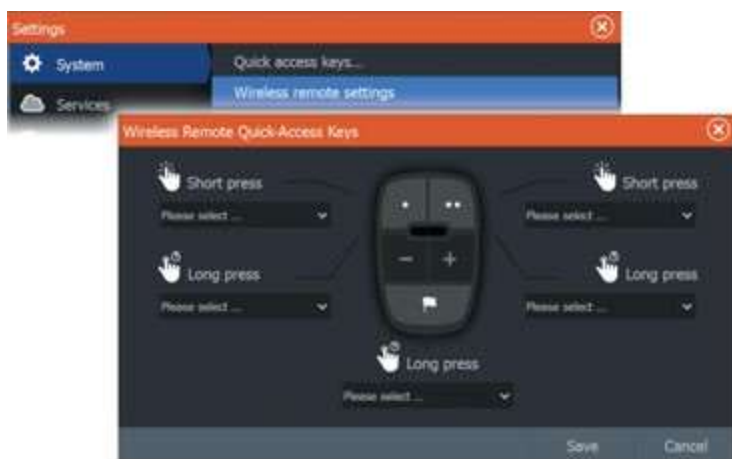 Settings
System
Quick access keys...
Services
Wireless remote settings
Wireless Remote Quick-Access Keys
Short press
Short press
Please select ...
Please select ...
− +
Long press
Long press
Please select ...
Please select ...
Long press
Please select ...
Save
Cancel